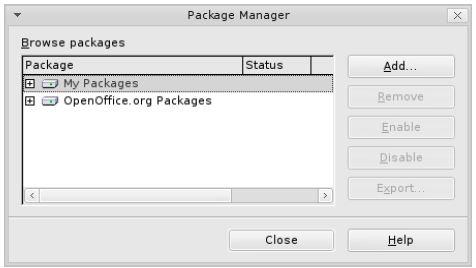 Package Manager
Browse packages
Package Status
My Packages
OpenOffice.org Packages
Add...
Remove
Enable
Disable
Export...
Close
Help